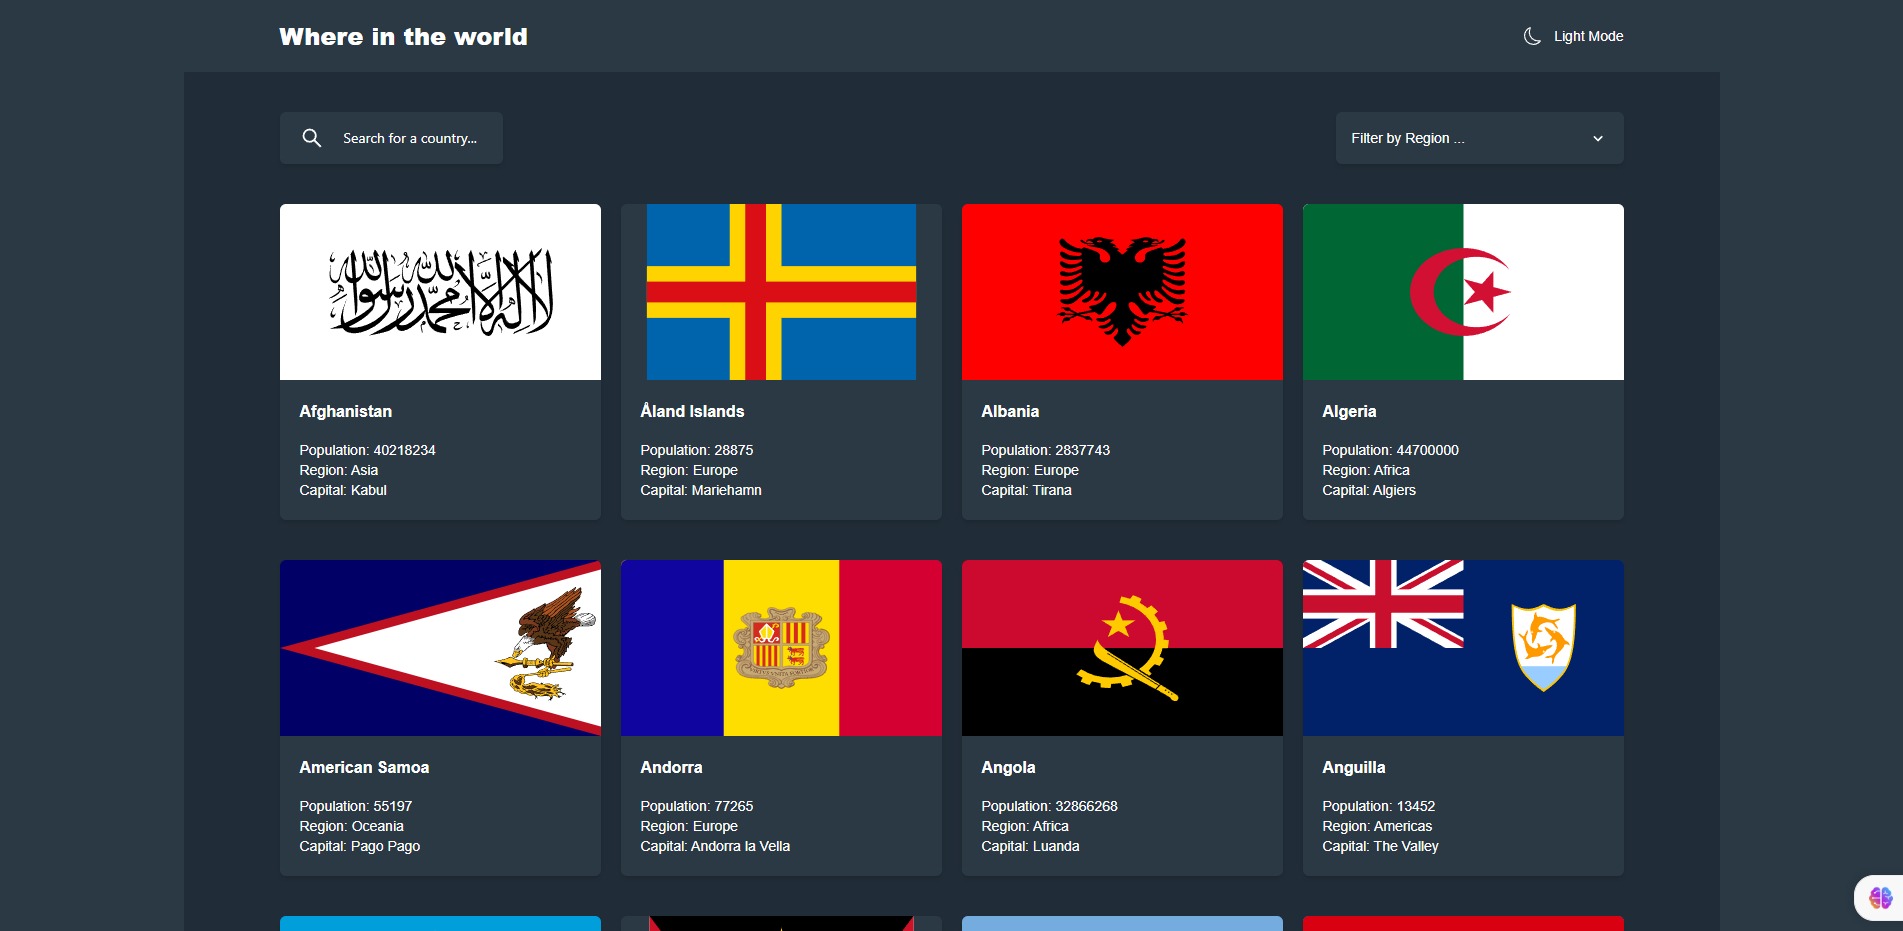 Where in the world
Light Mode
Search for a country...
Filter by Region ...
لا إله إلا الله محمد رسول الله
Afghanistan
Population: 40218234
Region: Asia
Capital: Kabul
Åland Islands
Population: 28875
Region: Europe
Capital: Mariehamn
Albania
Population: 2837743
Region: Europe
Capital: Tirana
Algeria
Population: 44700000
Region: Africa
Capital: Algiers
American Samoa
Population: 55197
Region: Oceania
Capital: Pago Pago
Andorra
Population: 77265
Region: Europe
Capital: Andorra la Vella
Angola
Population: 32866268
Region: Africa
Capital: Luanda
Anguilla
Population: 13452
Region: Americas
Capital: The Valley